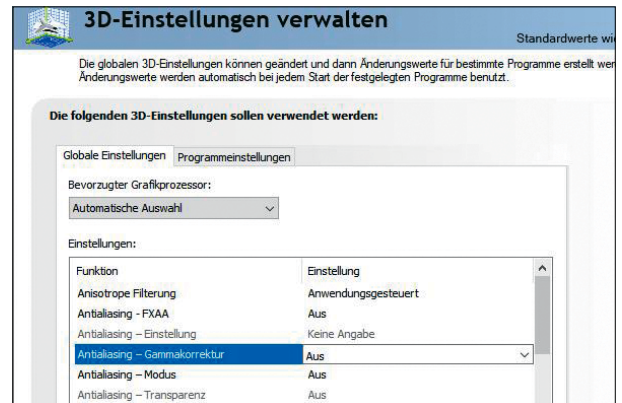 3D-Einstellungen verwalten
Standardwerte
Die globalen 3D-Einstellungen können geändert und dann Änderungswerte für bestimmte Programme erstellt
Änderungswerte werden automatisch bei jedem Start der festgelegten Programme benutzt.
Die folgenden 3D-Einstellungen sollen verwendet werden:
Globale Einstellungen Programmeinstellungen
Bevorzugter Grafikprozessor:
Automatische Auswahl
Einstellungen:
Funktion Einstellung
Anisotrope Filterung Anwendungsgesteuert
Antialiasing - FXAA Aus
Antialiasing – Einstellung Keine Angabe
Antialiasing – Gammakorrektur Aus
Antialiasing – Modus Aus
Antialiasing – Transparenz Aus